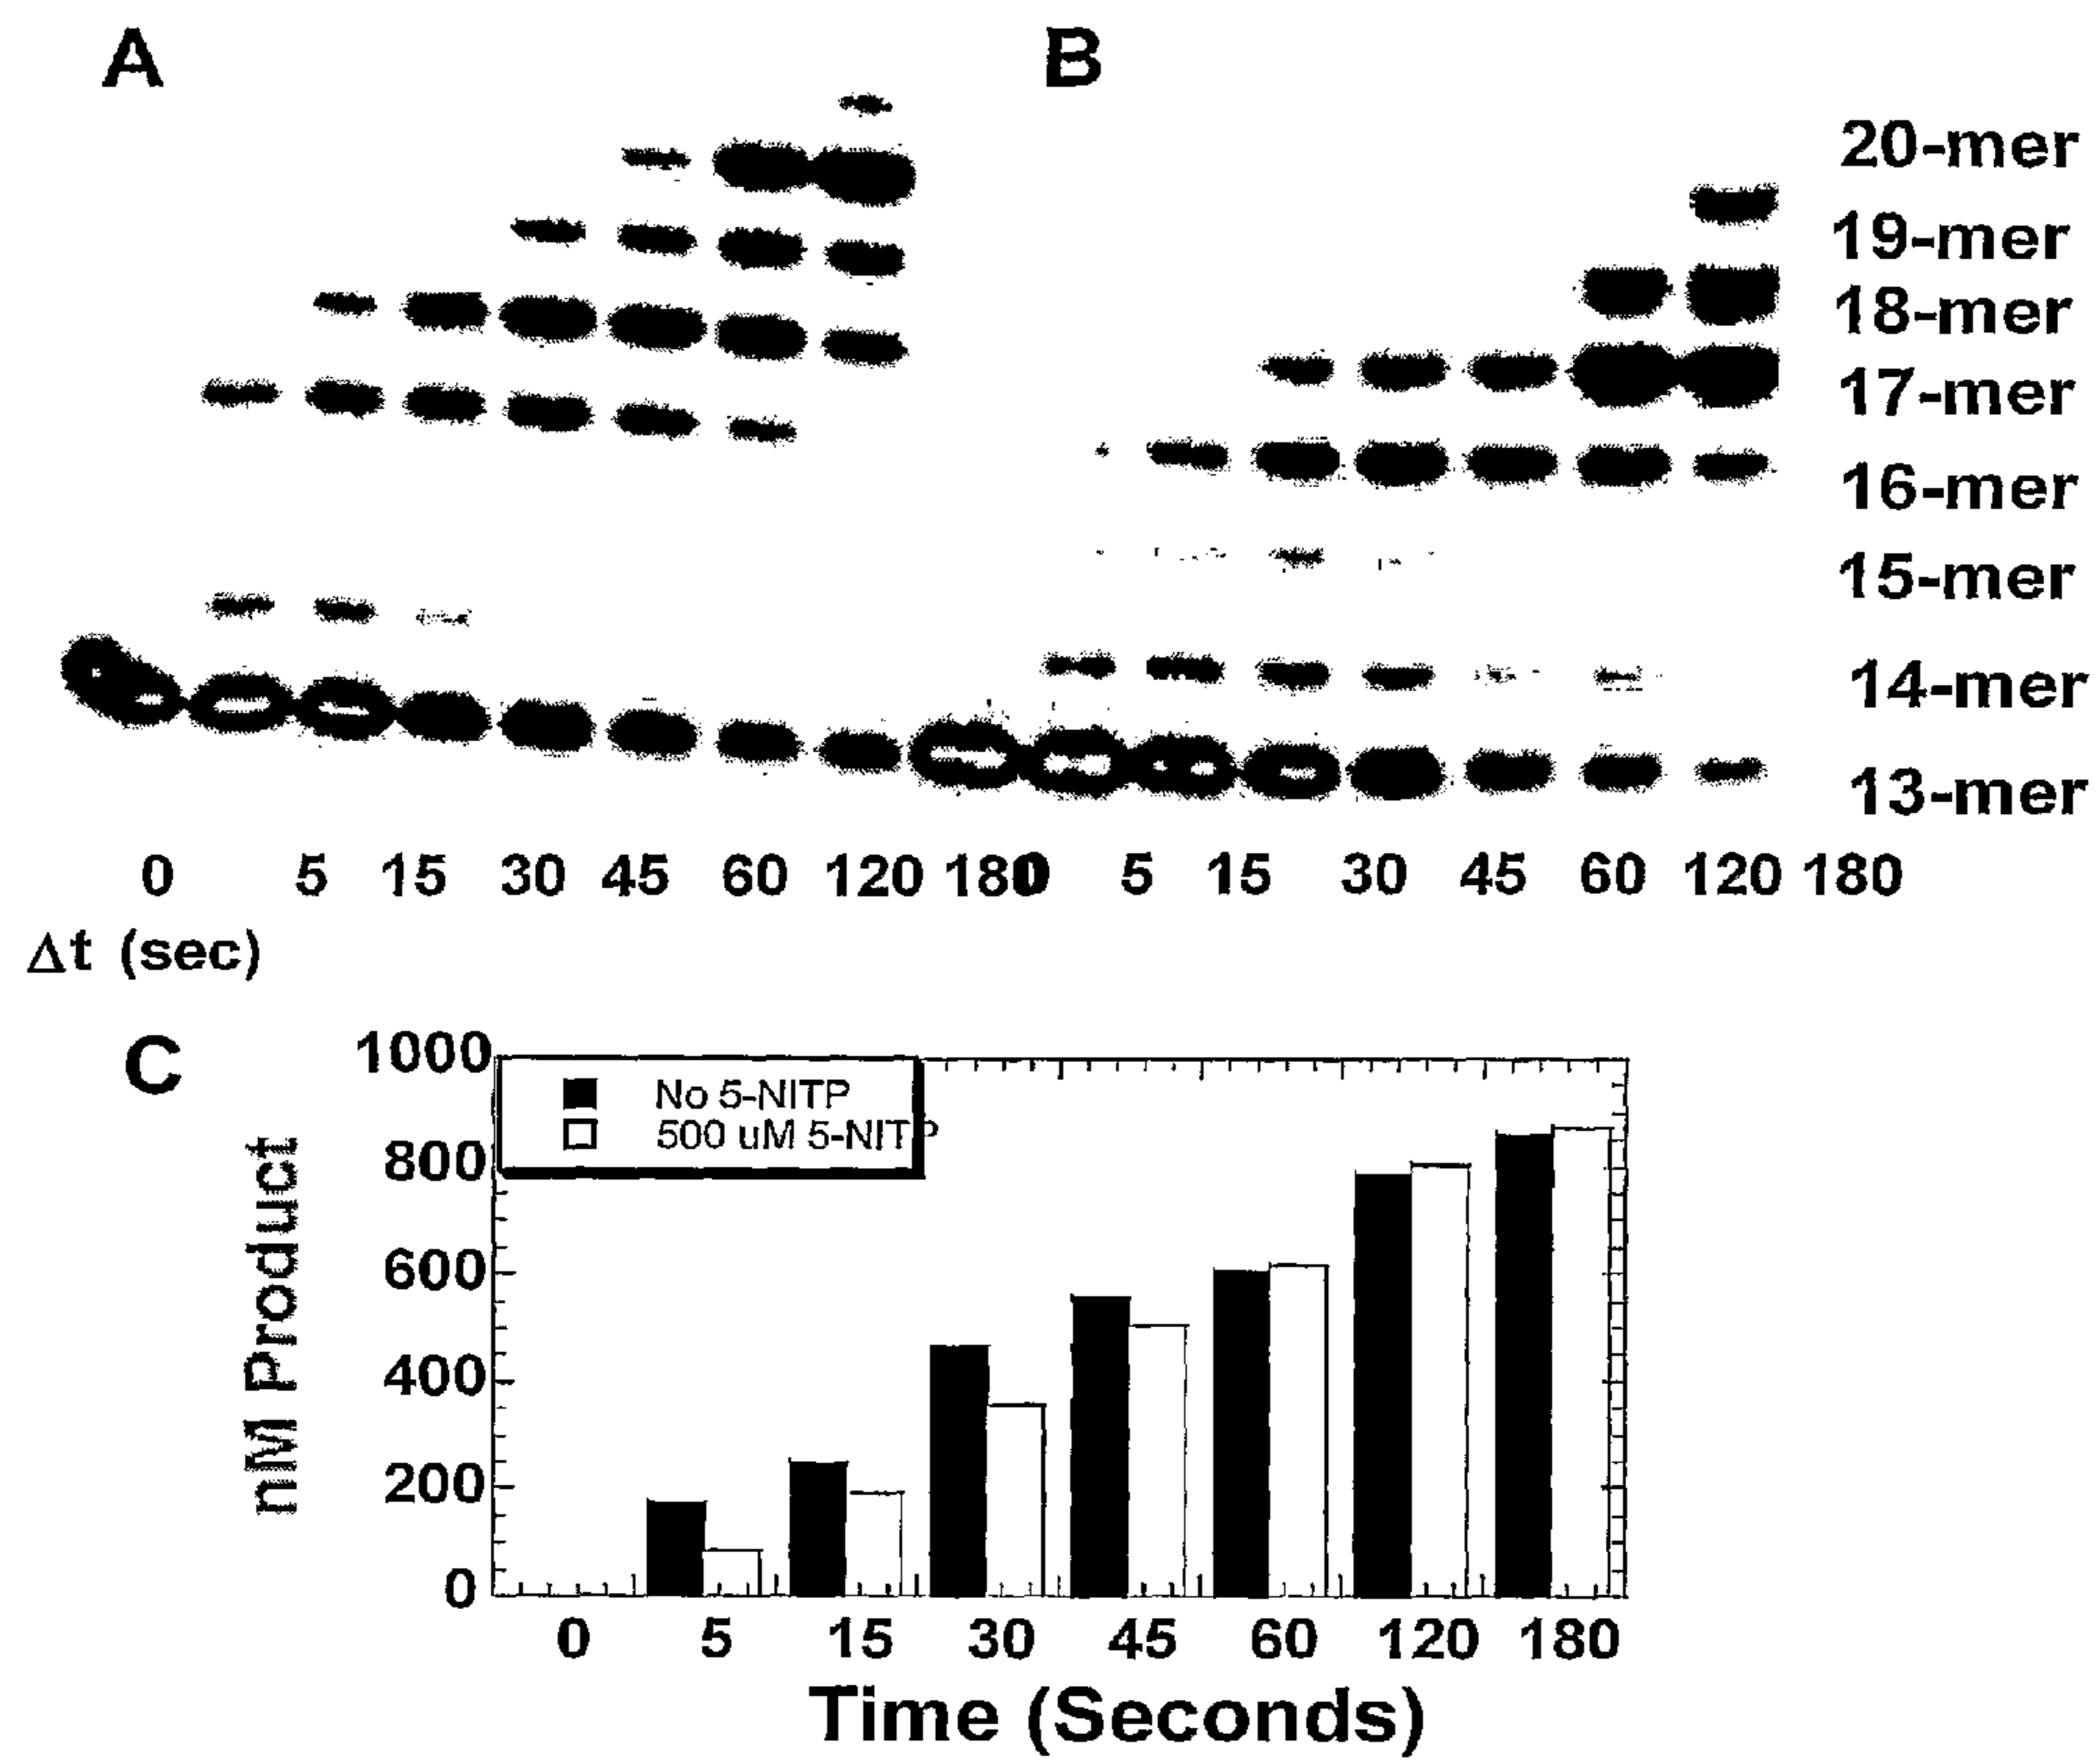 A B
20-mer
19-mer
18-mer
17-mer
16-mer
15-mer
14-mer
13-mer
0 5 15 30 45 60 120 180 0 5 15 30 45 60 120 180
Δt (sec)
C
1000
800
600
400
200
0
nM Product
No 5-NITP
500 uM 5-NITP
0 5 15 30 45 60 120 180
Time (Seconds)